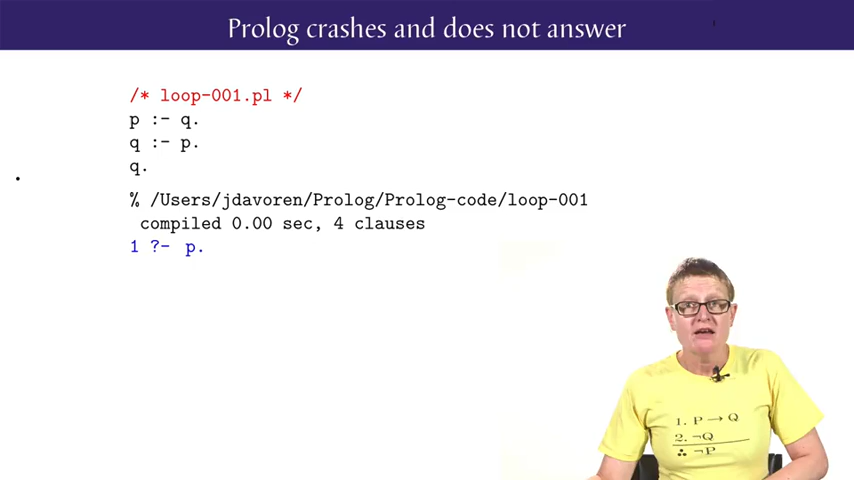 Prolog crashes and does not answer
/* loop-001.pl */
p :- q.
q :- p.
q.
% /Users/jdavoren/Prolog/Prolog-code/loop-001
compiled 0.00 sec, 4 clauses
1 ?- p.
1. P → Q
2. ¬Q
∴ ¬P